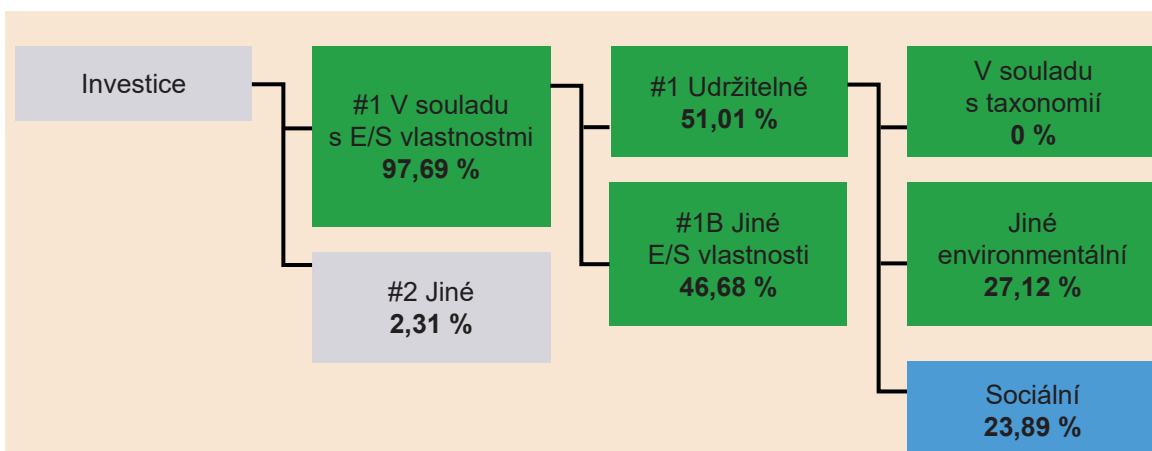 Investice
#1 V souladu
s E/S vlastnostmi
97,69 %
#2 Jiné
2,31 %
#1 Udržitelné
51,01 %
#1B Jiné
E/S vlastnosti
46,68 %
V souladu
s taxonomií
0 %
Jiné
environmentální
27,12 %
Sociální
23,89 %